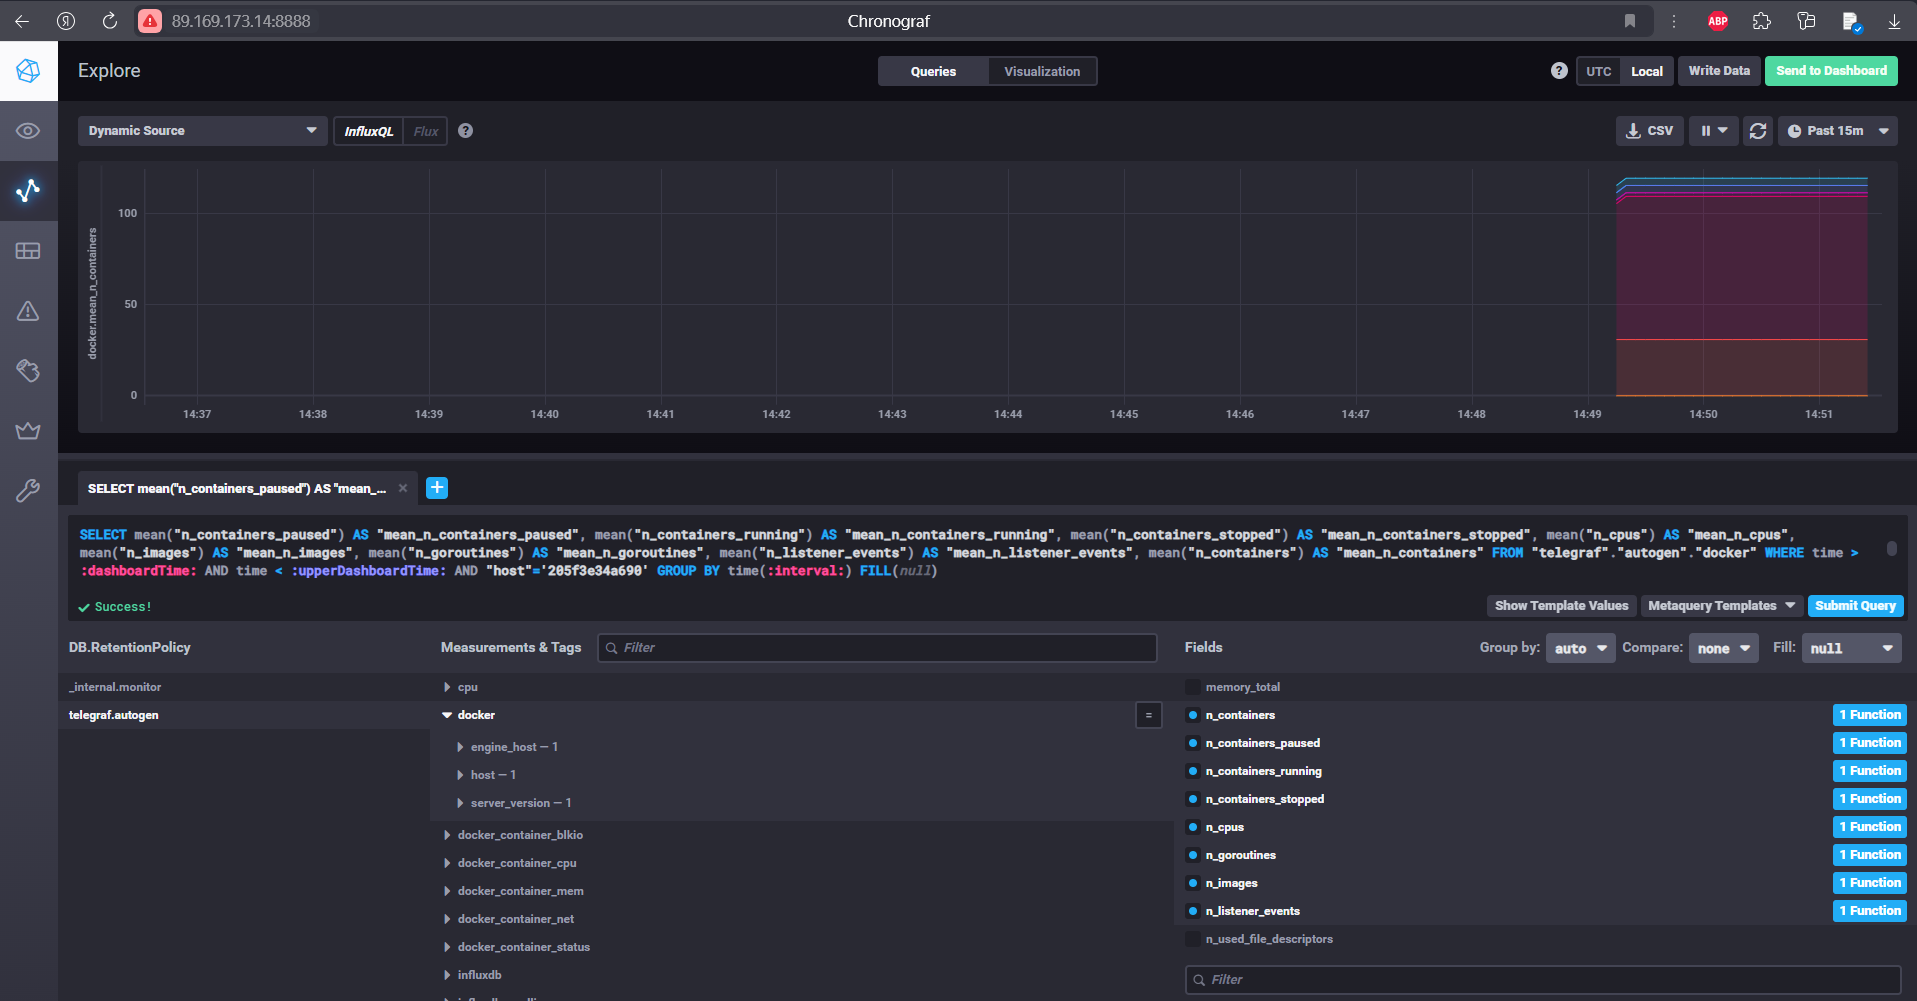 89.169.173.14:8888
Chronograf
ABP
Explore
Queries
Visualization
?
UTC
Local
Write Data
Send to Dashboard
Dynamic Source
InfluxQL
Flux
?
CSV
Past 15m
docker.mean_n_containers
100
50
0
14:37
14:38
14:39
14:40
14:41
14:42
14:43
14:44
14:45
14:46
14:47
14:48
14:49
14:50
14:51
SELECT mean("n_containers_paused") AS "mean_...
SELECT mean("n_containers_paused") AS "mean_n_containers_paused", mean("n_containers_running") AS "mean_n_containers_running", mean("n_containers_stopped") AS "mean_n_containers_stopped", mean("n_cpus") AS "mean_n_cpus",
mean("n_images") AS "mean_n_images", mean("n_goroutines") AS "mean_n_goroutines", mean("n_listener_events") AS "mean_n_listener_events", mean("n_containers") AS "mean_n_containers" FROM "telegraf"."autogen"."docker" WHERE time >
:dashboardTime: AND time < :upperDashboardTime: AND "host"='205f3e34a690' GROUP BY time(:interval:) FILL(null)
Success!
Show Template Values
Metaquery Templates
Submit Query
DB.RetentionPolicy
Measurements & Tags
Filter
Fields
Group by:
auto
Compare:
none
Fill:
null
_internal.monitor
telegraf.autogen
cpu
docker
=
engine_host — 1
host — 1
server_version — 1
docker_container_blkio
docker_container_cpu
docker_container_mem
docker_container_net
docker_container_status
influxdb
memory_total
n_containers
1 Function
n_containers_paused
1 Function
n_containers_running
1 Function
n_containers_stopped
1 Function
n_cpus
1 Function
n_goroutines
1 Function
n_images
1 Function
n_listener_events
1 Function
n_used_file_descriptors
Filter